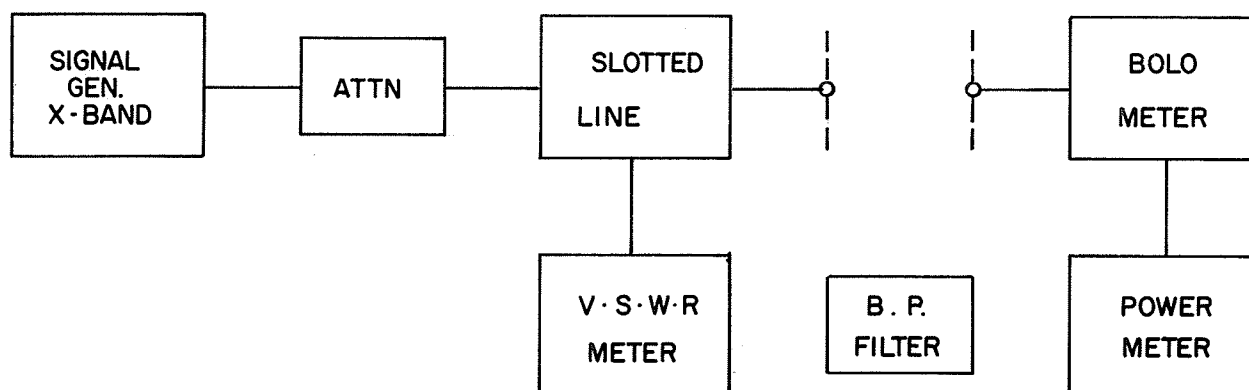 SIGNAL
GEN.
X-BAND
ATTN
SLOTTED
LINE
BOLO
METER
V·S·W·R
METER
B. P.
FILTER
POWER
METER